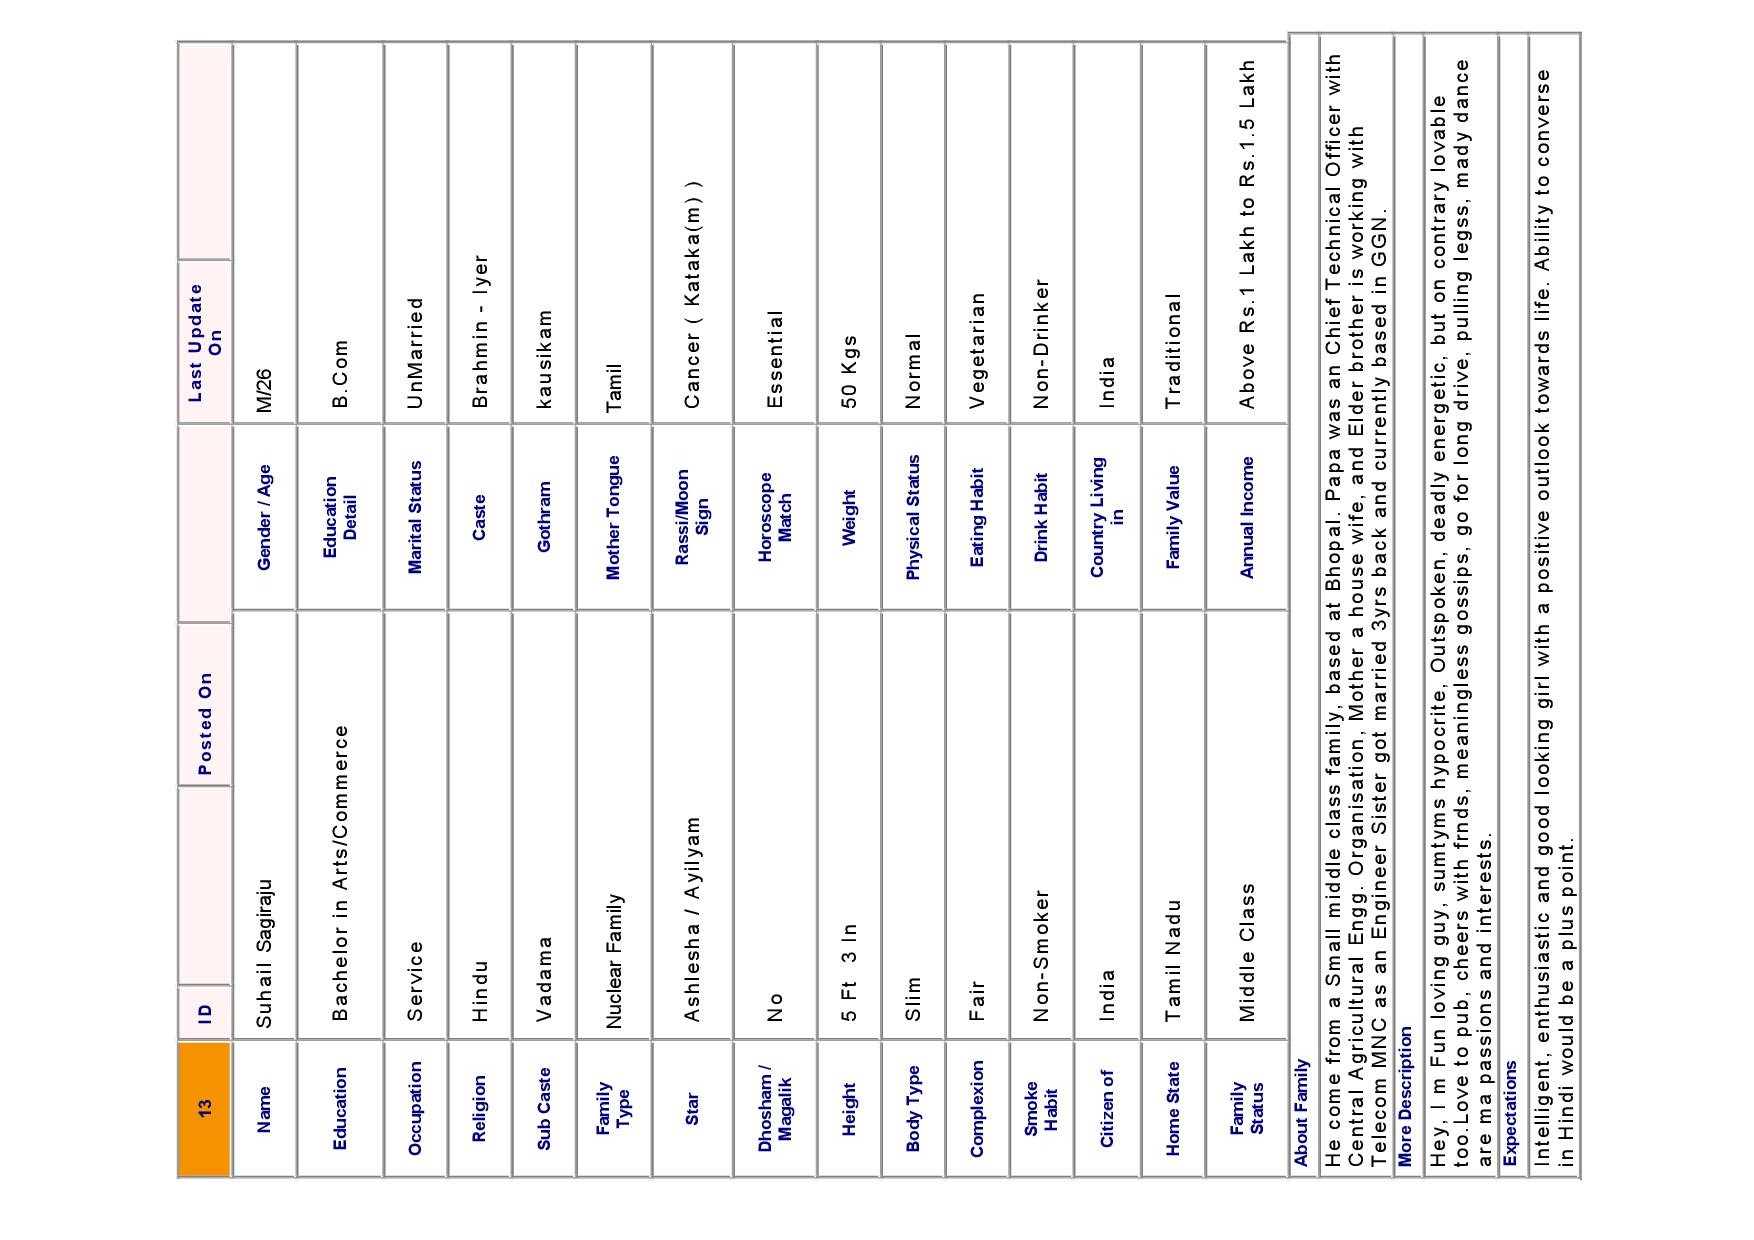 13 ID Posted On Last Update
On
Name Suhail Sagiraju Gender / Age M/26
Education Bachelor in Arts/Commerce Education
Detail B.Com
Occupation Service Marital Status UnMarried
Religion Hindu Caste Brahmin - Iyer
Sub Caste Vadama Gothram kausikam
Family
Type Nuclear Family Mother Tongue Tamil
Star Ashlesha / Ayilyam Rassi/Moon
Sign Cancer ( Kataka(m) )
Dhosham /
Magalik No Horoscope
Match Essential
Height 5 Ft 3 In Weight 50 Kgs
Body Type Slim Physical Status Normal
Complexion Fair Eating Habit Vegetarian
Smoke
Habit Non-Smoker Drink Habit Non-Drinker
Citizen of India Country Living
in India
Home State Tamil Nadu Family Value Traditional
Family
Status Middle Class Annual Income Above Rs.1 Lakh to Rs.1.5 Lakh
About Family
He come from a Small middle class family, based at Bhopal. Papa was an Chief Technical Officer with
Central Agricultural Engg. Organisation, Mother a house wife, and Elder brother is working with
Telecom MNC as an Engineer Sister got married 3yrs back and currently based in GGN.
More Description
Hey, I m Fun loving guy, sumtyms hypocrite, Outspoken, deadly energetic, but on contrary lovable
too.Love to pub, cheers with frnds, meaningless gossips, go for long drive, pulling legss, mady dance
are ma passions and interests.
Expectations
Intelligent, enthusiastic and good looking girl with a positive outlook towards life. Ability to converse
in Hindi would be a plus point.